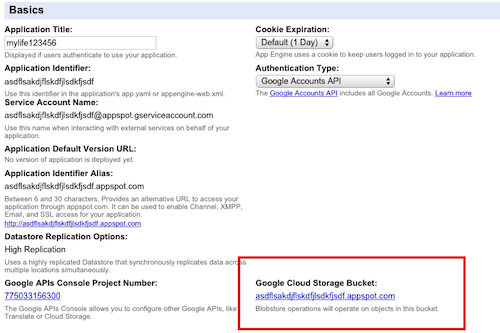 Basics
Application Title:
mylife123456
Displayed if users authenticate to use your application.
Application Identifier:
asdflsakdjflskdfjlsdkfjsdf
Use this identifier in the application's app.yaml or appengine-web.xml.
Service Account Name:
asdflsakdjflskdfjlsdkfjsdf@appspot.gserviceaccount.com
Use this name when interacting with external services on behalf of your
application.
Application Default Version URL:
No version of application is deployed yet.
Application Identifier Alias:
asdflsakdjflskdfjlsdkfjsdf.appspot.com
Between 6 and 30 characters. Provides an alternative URL to access your
application through appspot.com. It can be used to enable Channel, XMPP,
Email, and SSL access for your application.
http://asdflsakdjflskdfjlsdkfjsdf.appspot.com
Datastore Replication Options:
High Replication
Uses a highly replicated Datastore that synchronously replicates data across
multiple locations simultaneously.
Google APIs Console Project Number:
775033156300
The Google APIs Console allows you to configure other Google APIs, like
Translate or Cloud Storage.
Cookie Expiration:
Default (1 Day)
App Engine uses a cookie to keep users logged in to your application.
Authentication Type:
Google Accounts API
The Google Accounts API includes all Google Accounts. Learn more
Google Cloud Storage Bucket:
asdflsakdjflskdfjlsdkfjsdf.appspot.com
Blobstore operations will operate on objects in this bucket.